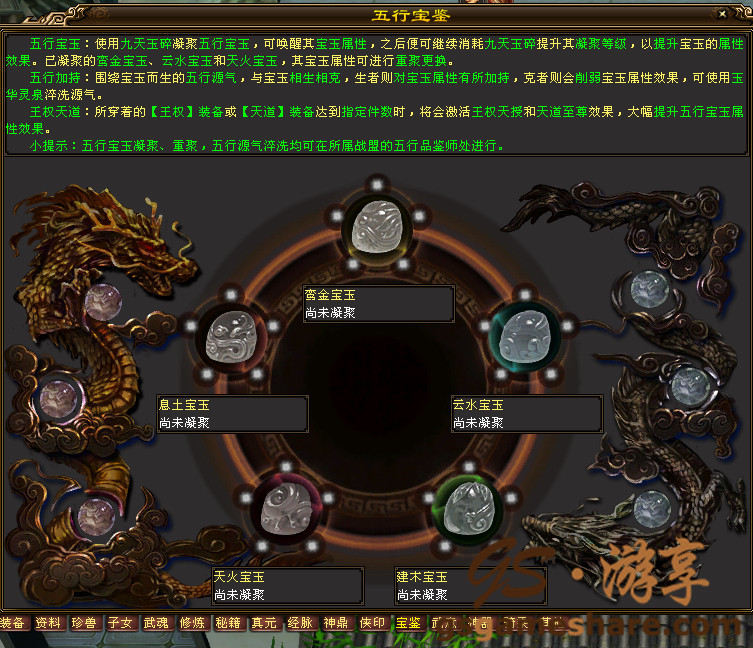 五行宝鉴
五行宝玉：使用九天玉碎凝聚五行宝玉，可唤醒其宝玉属性，之后便可继续消耗九天玉碎提升其凝聚等级，以提升宝玉的属性
效果。已凝聚的銮金宝玉、云水宝玉和天火宝玉，其宝玉属性可进行重聚更换。
五行加持：围绕宝玉而生的五行源气，与宝玉相生相克，生者则对宝玉属性有所加持，克者则会削弱宝玉属性效果，可使用玉
华灵泉淬洗源气。
王权天道：所穿着的【王权】装备或【天道】装备达到指定件数时，将会激活王权天授和天道至尊效果，大幅提升五行宝玉属
性效果。
小提示：五行宝玉凝聚、重聚，五行源气淬洗均可在所属战盟的五行品鉴师处进行。
銮金宝玉
尚未凝聚
息土宝玉
尚未凝聚
云水宝玉
尚未凝聚
天火宝玉
尚未凝聚
建木宝玉
尚未凝聚
GS·游享
装备 资料 珍兽 子女 武魂 修炼 秘籍 真元 经脉 神鼎 侠印 宝鉴